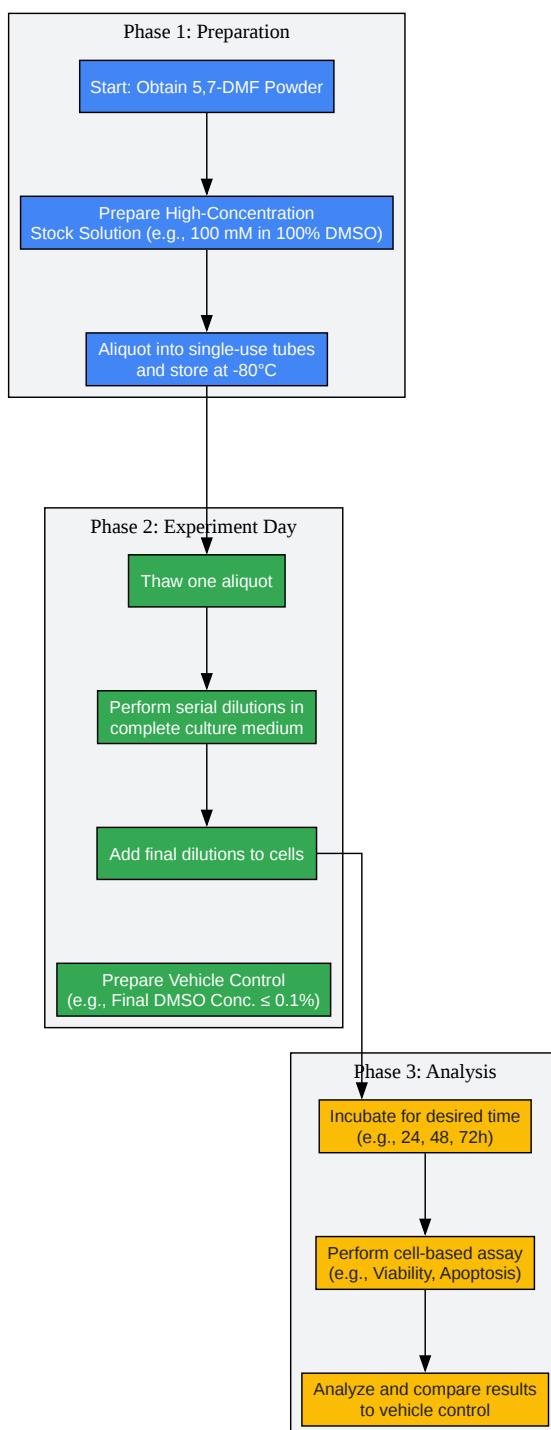 Phase 1: Preparation
Start: Obtain 5,7-DMF Powder
Prepare High-Concentration
Stock Solution (e.g., 100 mM in 100% DMSO)
Aliquot into single-use tubes
and store at -80°C
Phase 2: Experiment Day
Thaw one aliquot
Perform serial dilutions in
complete culture medium
Add final dilutions to cells
Prepare Vehicle Control
(e.g., Final DMSO Conc. ≤ 0.1%)
Phase 3: Analysis
Incubate for desired time
(e.g., 24, 48, 72h)
Perform cell-based assay
(e.g., Viability, Apoptosis)
Analyze and compare results
to vehicle control